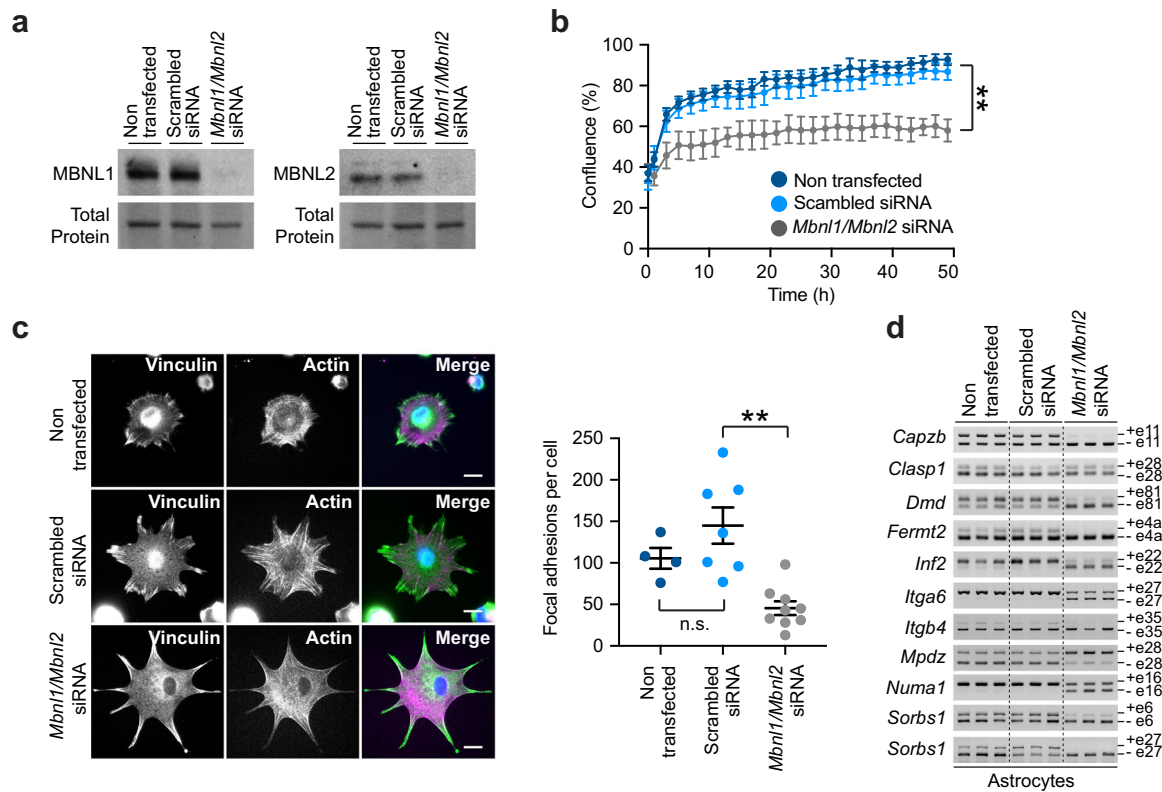 a
Non transfected
Scrambled siRNA
Mbnl1/Mbnl2 siRNA
MBNL1
Total Protein
Non transfected
Scrambled siRNA
Mbnl1/Mbnl2 siRNA
MBNL2
Total Protein
b
Confluence (%)
100
80
60
40
20
0
0
10
20
30
40
50
Time (h)
Non transfected
Scambled siRNA
Mbnl1/Mbnl2 siRNA
**
c
Non transfected
Vinculin
Actin
Merge
Scrambled siRNA
Vinculin
Actin
Merge
Mbnl1/Mbnl2 siRNA
Vinculin
Actin
Merge
Focal adhesions per cell
250
200
150
100
50
0
**
n.s.
Non transfected
Scrambled siRNA
Mbnl1/Mbnl2 siRNA
d
Non transfected
Scrambled siRNA
Mbnl1/Mbnl2 siRNA
Capzb
+e11
- e11
Clasp1
+e28
- e28
Dmd
+e81
- e81
Fermt2
+e4a
- e4a
Inf2
+e22
- e22
Itga6
+e27
- e27
Itgb4
+e35
- e35
Mpdz
+e28
- e28
Numa1
+e16
- e16
Sorbs1
+e6
- e6
Sorbs1
+e27
- e27
Astrocytes